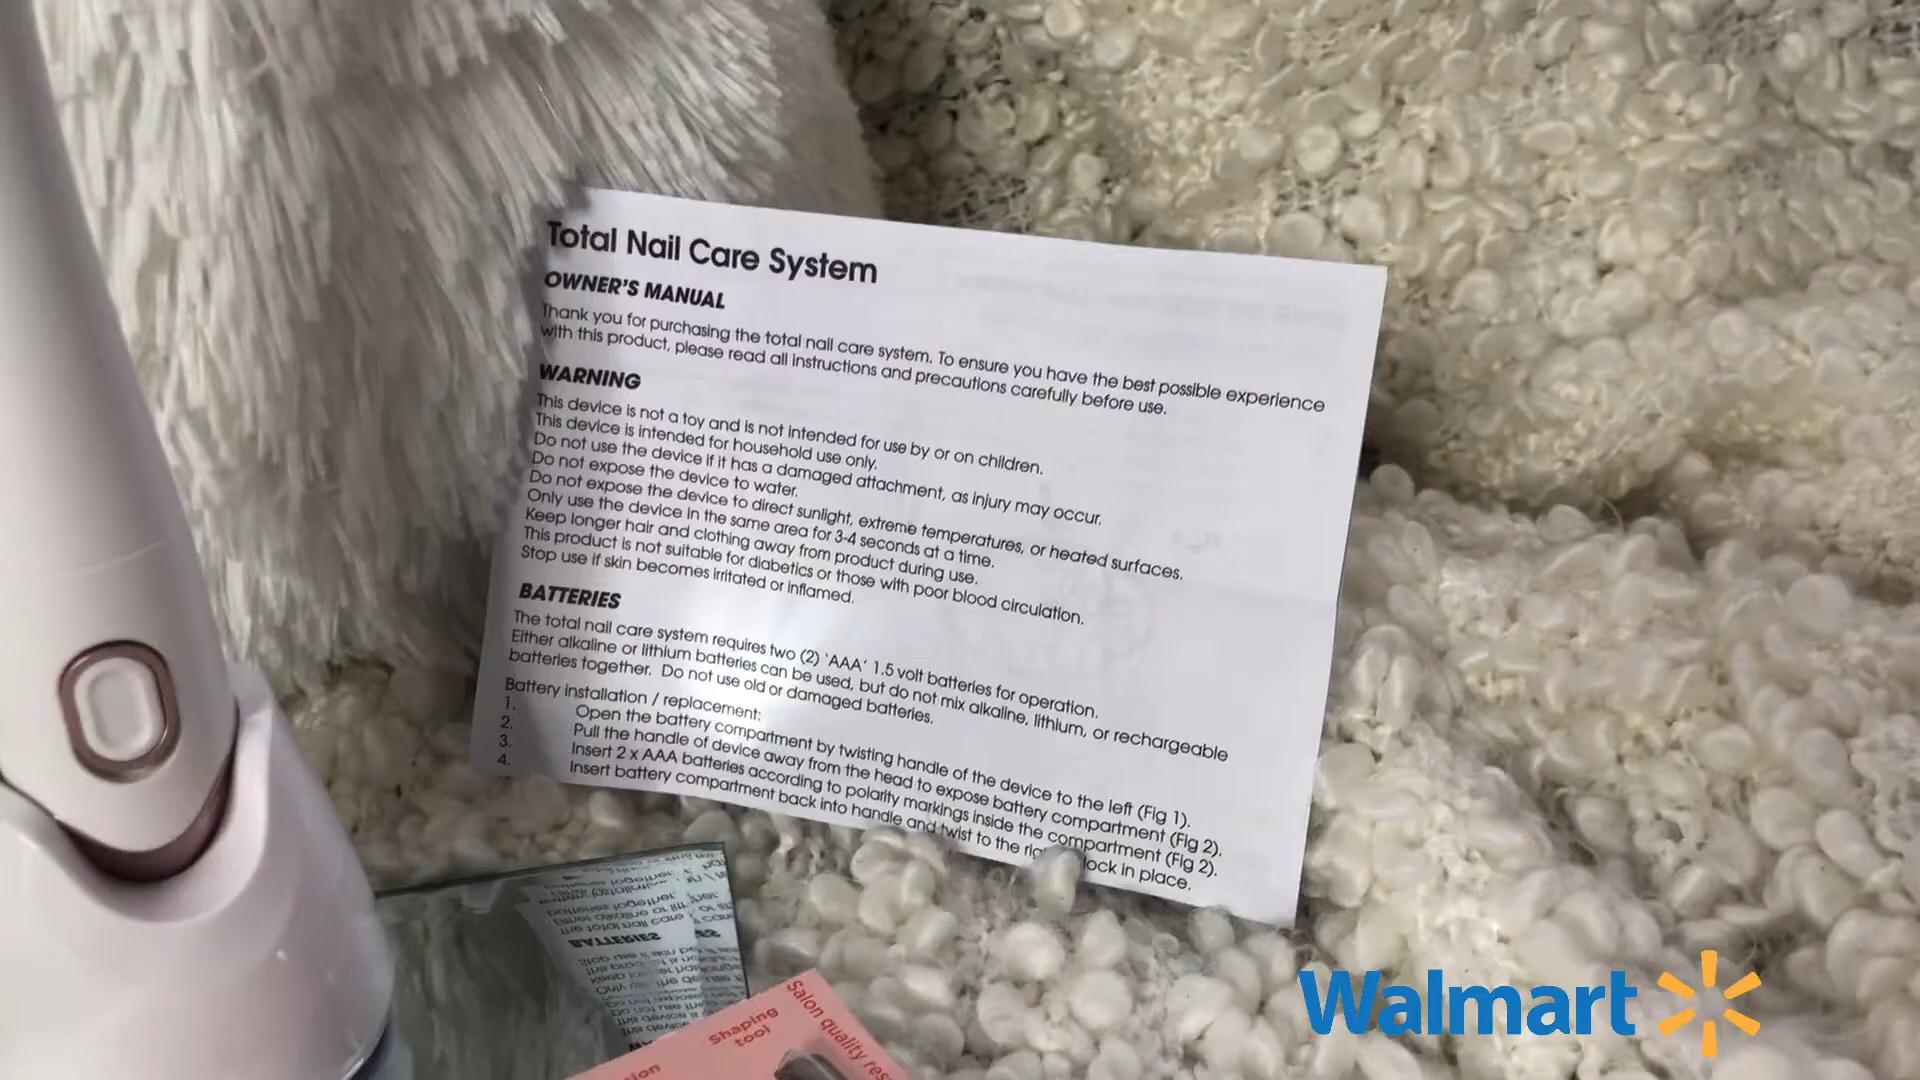 Total Nail Care System
OWNER'S MANUAL
Thank you for purchasing the total nail care system. To ensure you have the best possible experience
with this product, please read all instructions and precautions carefully before use.
WARNING
This device is not a toy and is not intended for use by or on children.
This device is intended for household use only.
Do not use the device if it has a damaged attachment, as injury may occur.
Do not expose the device to water.
Do not expose the device to direct sunlight, extreme temperatures, or heated surfaces.
Only use the device in the same area for 3-4 seconds at a time.
Keep longer hair and clothing away from product during use.
This product is not suitable for diabetics or those with poor blood circulation.
Stop use if skin becomes irritated or inflamed.
BATTERIES
The total nail care system requires two (2) 'AAA' 1.5 volt batteries for operation.
Either alkaline or lithium batteries can be used, but do not mix alkaline, lithium, or rechargeable
batteries together. Do not use old or damaged batteries.
Battery installation / replacement:
1. Open the battery compartment by twisting handle of the device to the left (Fig 1).
2. Pull the handle of device away from the head to expose battery compartment (Fig 2).
3. Insert 2 x AAA batteries according to polarity markings inside the compartment (Fig 2).
4. Insert battery compartment back into handle and twist to the lock in place.
Shaping
tool
Salon quality
Walmart